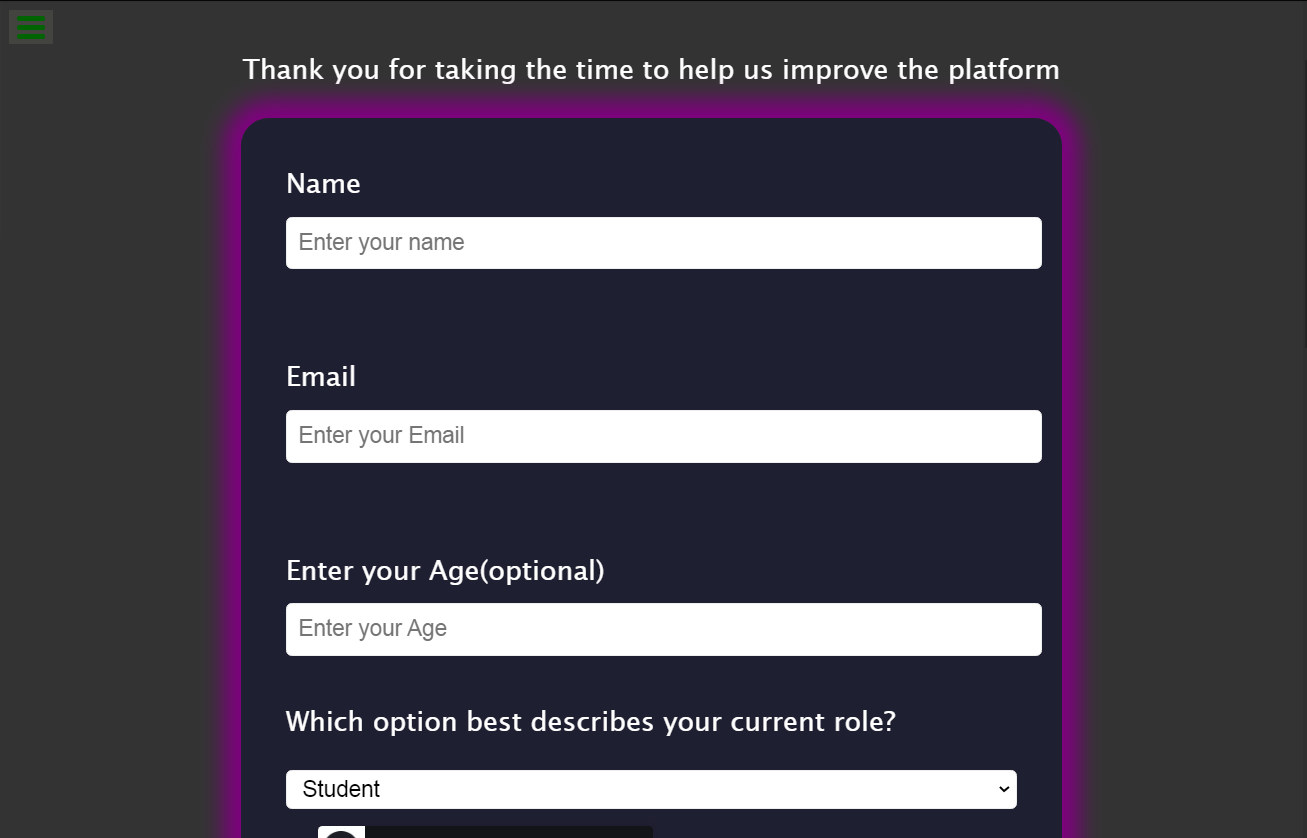 Thank you for taking the time to help us improve the platform
Name
Enter your name
Email
Enter your Email
Enter your Age(optional)
Enter your Age
Which option best describes your current role?
Student